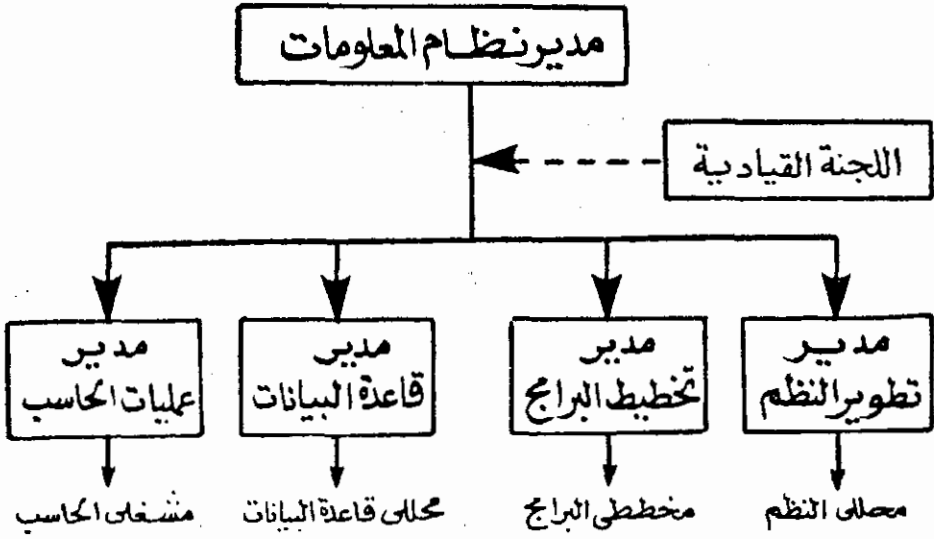 مدير نظام المعلومات
اللجنة القيادية
مدير
تطوير النظم
مدير
تخطيط البرامج
مدير
قاعدة البيانات
مدير
عمليات الحاسب
محللى النظم
مخططى البرامج
محللى قاعدة البيانات
مشغلى الحاسب